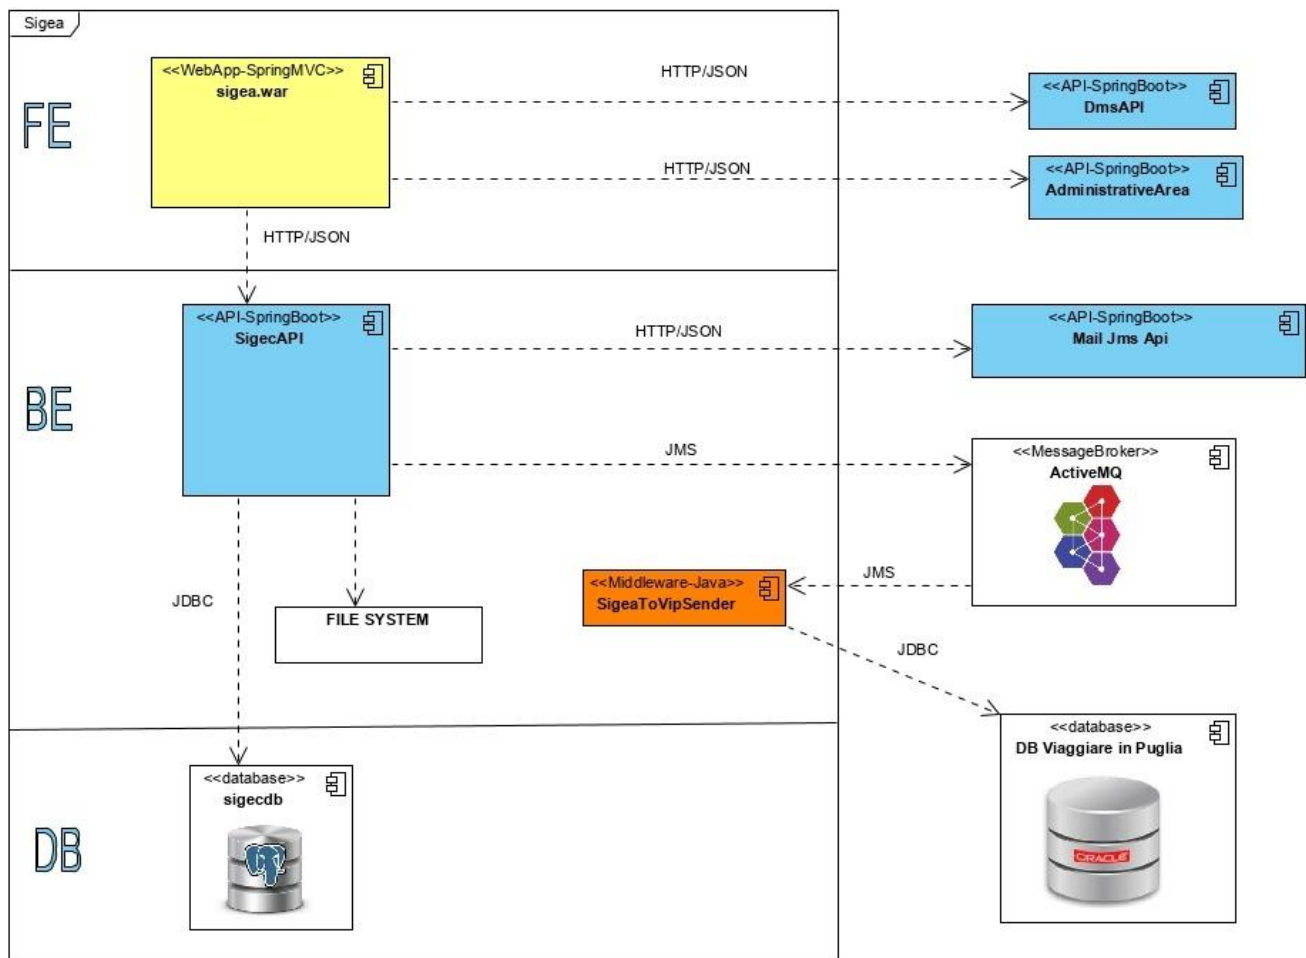 Sigea
FE
<<WebApp-SpringMVC>>
sigea.war
HTTP/JSON
<<API-SpringBoot>>
DmsAPI
HTTP/JSON
<<API-SpringBoot>>
AdministrativeArea
HTTP/JSON
BE
<<API-SpringBoot>>
SigecAPI
HTTP/JSON
<<API-SpringBoot>>
Mail Jms Api
JMS
<<MessageBroker>>
ActiveMQ
JMS
<<Middleware-Java>>
SigeaToVipSender
JDBC
FILE SYSTEM
JDBC
DB
<<database>>
sigecdb
<<database>>
DB Viaggiare in Puglia
ORACLE